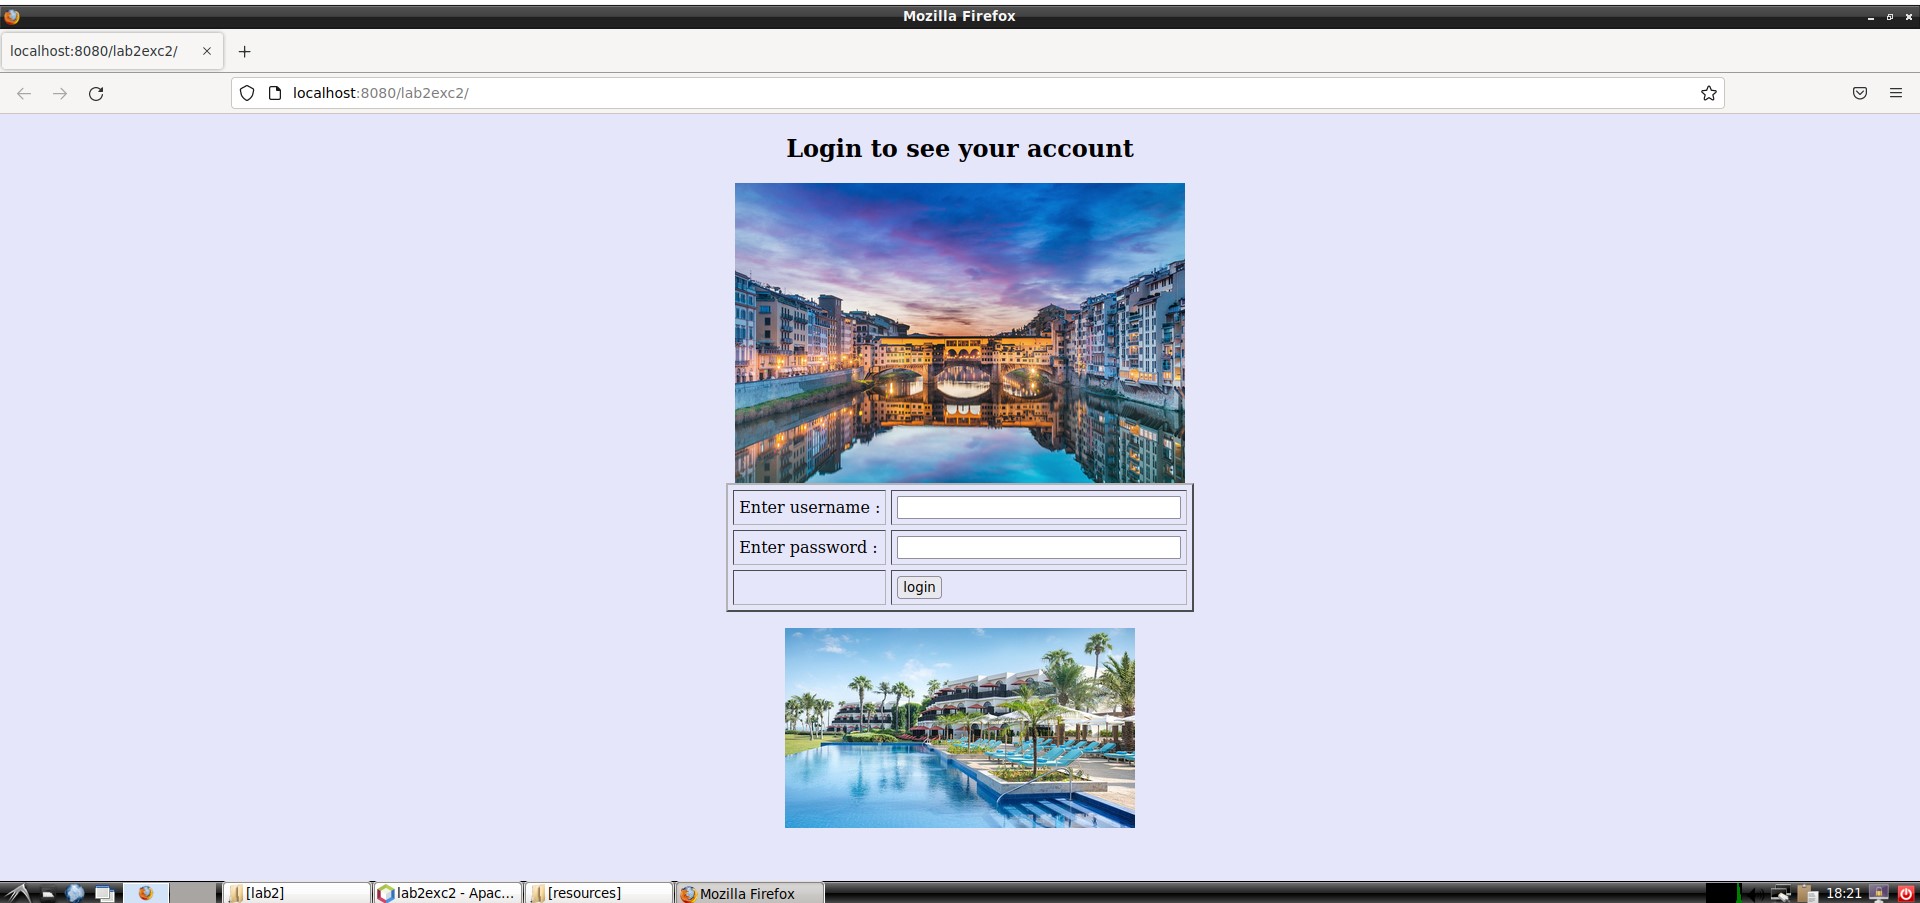 Mozilla Firefox
localhost:8080/lab2exc2/
localhost:8080/lab2exc2/
Login to see your account
Enter username :
Enter password :
login
[lab2]
lab2exc2 - Apac...
[resources]
Mozilla Firefox
18:21